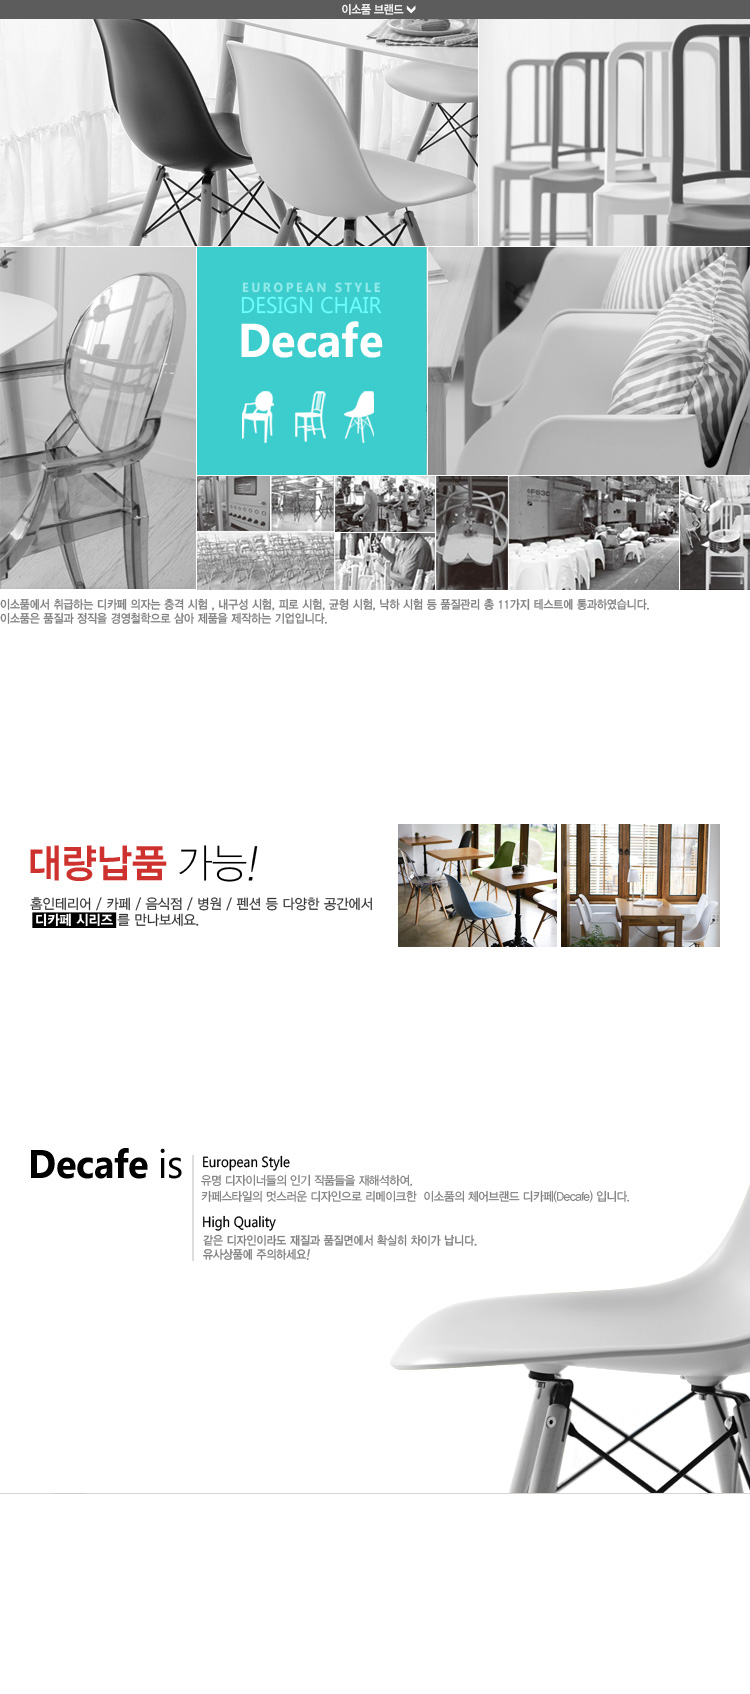 이소품 브랜드
EUROPEAN STYLE
DESIGN CHAIR
Decafe
이소품에서 취급하는 디카페 의자는 충격 시험 , 내구성 시험, 피로 시험, 균형 시험, 낙하 시험 등 품질관리 총 11가지 테스트에 통과하였습니다.
이소품은 품질과 정직을 경영철학으로 삼아 제품을 제작하는 기업입니다.
대량납품 가능!
홈인테리어 / 카페 / 음식점 / 병원 / 펜션 등 다양한 공간에서
디카페 시리즈를 만나보세요.
Decafe is
European Style
유명 디자이너들의 인기 작품들을 재해석하여,
카페스타일의 멋스러운 디자인으로 리메이크한 이소품의 체어브랜드 디카페(Decafe) 입니다.
High Quality
같은 디자인이라도 재질과 품질면에서 확실히 차이가 납니다.
유사상품에 주의하세요!